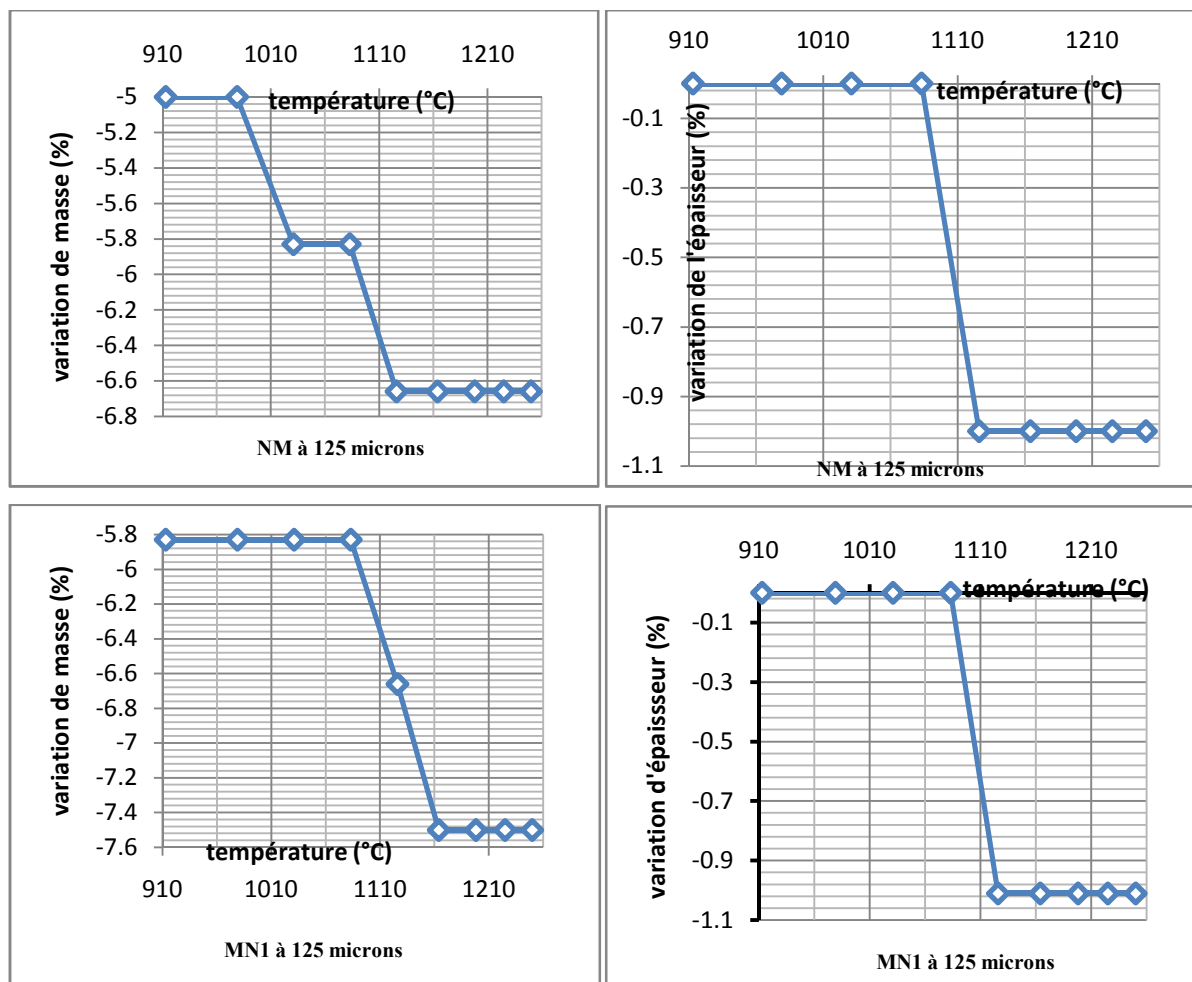 910 1010 1110 1210
température (°C)
-5
-5.2
-5.4
-5.6
-5.8
-6
-6.2
-6.4
-6.6
-6.8
variation de masse (%)
NM à 125 microns
910 1010 1110 1210
température (°C)
-0.1
-0.3
-0.5
-0.7
-0.9
-1.1
variation de l'épaisseur (%)
NM à 125 microns
-5.8
-6
-6.2
-6.4
-6.6
-6.8
-7
-7.2
-7.4
-7.6
variation de masse (%)
température (°C)
910 1010 1110 1210
MN1 à 125 microns
910 1010 1110 1210
température (°C)
-0.1
-0.3
-0.5
-0.7
-0.9
-1.1
variation d'épaissseur (%)
MN1 à 125 microns